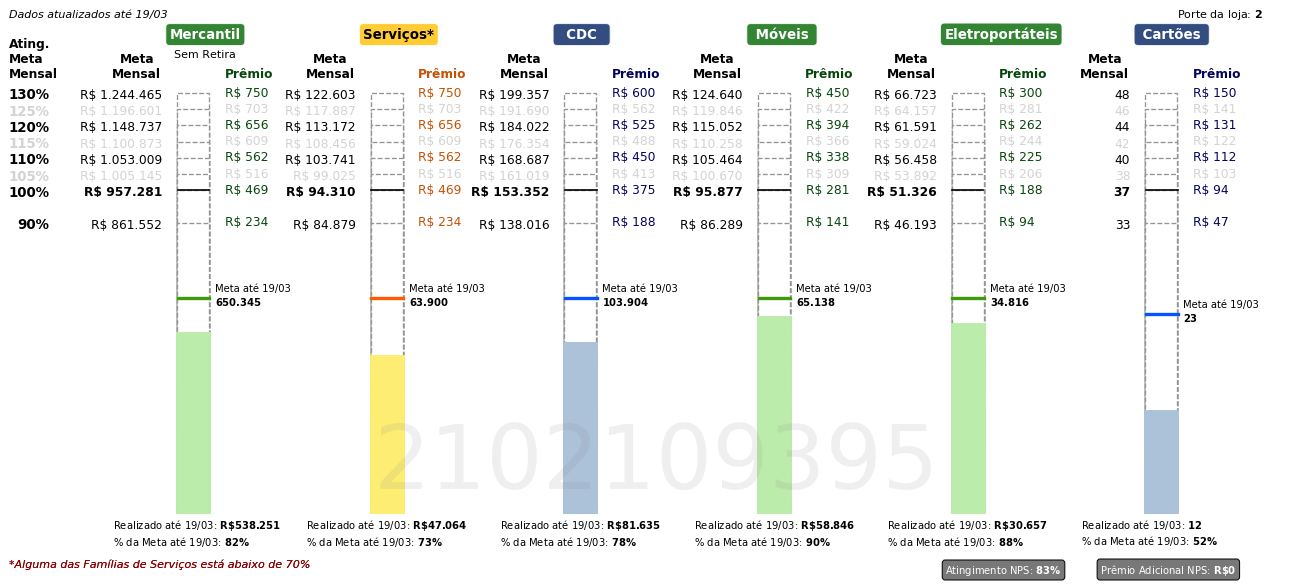 Dados atualizados até 19/03
Porte da loja: 2
Mercantil Serviços* CDC Móveis Eletroportáteis Cartões
Sem Retira
Ating. Meta Mensal
Meta Mensal Prêmio Meta Mensal Prêmio Meta Mensal Prêmio Meta Mensal Prêmio Meta Mensal Prêmio Meta Mensal Prêmio
130% R$ 1.244.465 R$ 750 R$ 122.603 R$ 750 R$ 199.357 R$ 600 R$ 124.640 R$ 450 R$ 66.723 R$ 300 48 R$ 150
125% R$ 1.196.601 R$ 703 R$ 117.887 R$ 703 R$ 191.690 R$ 562 R$ 119.846 R$ 422 R$ 64.157 R$ 281 46 R$ 141
120% R$ 1.148.737 R$ 656 R$ 113.172 R$ 656 R$ 184.022 R$ 525 R$ 115.052 R$ 394 R$ 61.591 R$ 262 44 R$ 131
115% R$ 1.100.873 R$ 609 R$ 108.456 R$ 609 R$ 176.354 R$ 488 R$ 110.258 R$ 366 R$ 59.024 R$ 244 42 R$ 122
110% R$ 1.053.009 R$ 562 R$ 103.741 R$ 562 R$ 168.687 R$ 450 R$ 105.464 R$ 338 R$ 56.458 R$ 225 40 R$ 112
105% R$ 1.005.145 R$ 516 R$ 99.025 R$ 516 R$ 161.019 R$ 413 R$ 100.670 R$ 309 R$ 53.892 R$ 206 38 R$ 103
100% R$ 957.281 R$ 469 R$ 94.310 R$ 469 R$ 153.352 R$ 375 R$ 95.877 R$ 281 R$ 51.326 R$ 188 37 R$ 94
90% R$ 861.552 R$ 234 R$ 84.879 R$ 234 R$ 138.016 R$ 188 R$ 86.289 R$ 141 R$ 46.193 R$ 94 33 R$ 47
Meta até 19/03 Meta até 19/03 Meta até 19/03 Meta até 19/03 Meta até 19/03 Meta até 19/03
650.345 63.900 103.904 65.138 34.816 23
2102109395
Realizado até 19/03: R$538.251 Realizado até 19/03: R$47.064 Realizado até 19/03: R$81.635 Realizado até 19/03: R$58.846 Realizado até 19/03: R$30.657 Realizado até 19/03: 12
% da Meta até 19/03: 82% % da Meta até 19/03: 73% % da Meta até 19/03: 78% % da Meta até 19/03: 90% % da Meta até 19/03: 88% % da Meta até 19/03: 52%
*Alguma das Famílias de Serviços está abaixo de 70%
Atingimento NPS: 83% Prêmio Adicional NPS: R$0